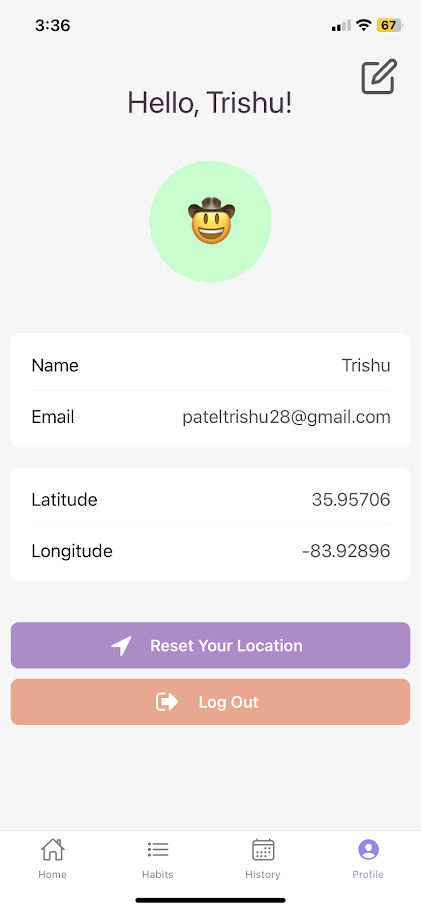 3:36
67
Hello, Trishu!
Name Trishu
Email pateltrishu28@gmail.com
Latitude 35.95706
Longitude -83.92896
Reset Your Location
Log Out
Home Habits History Profile